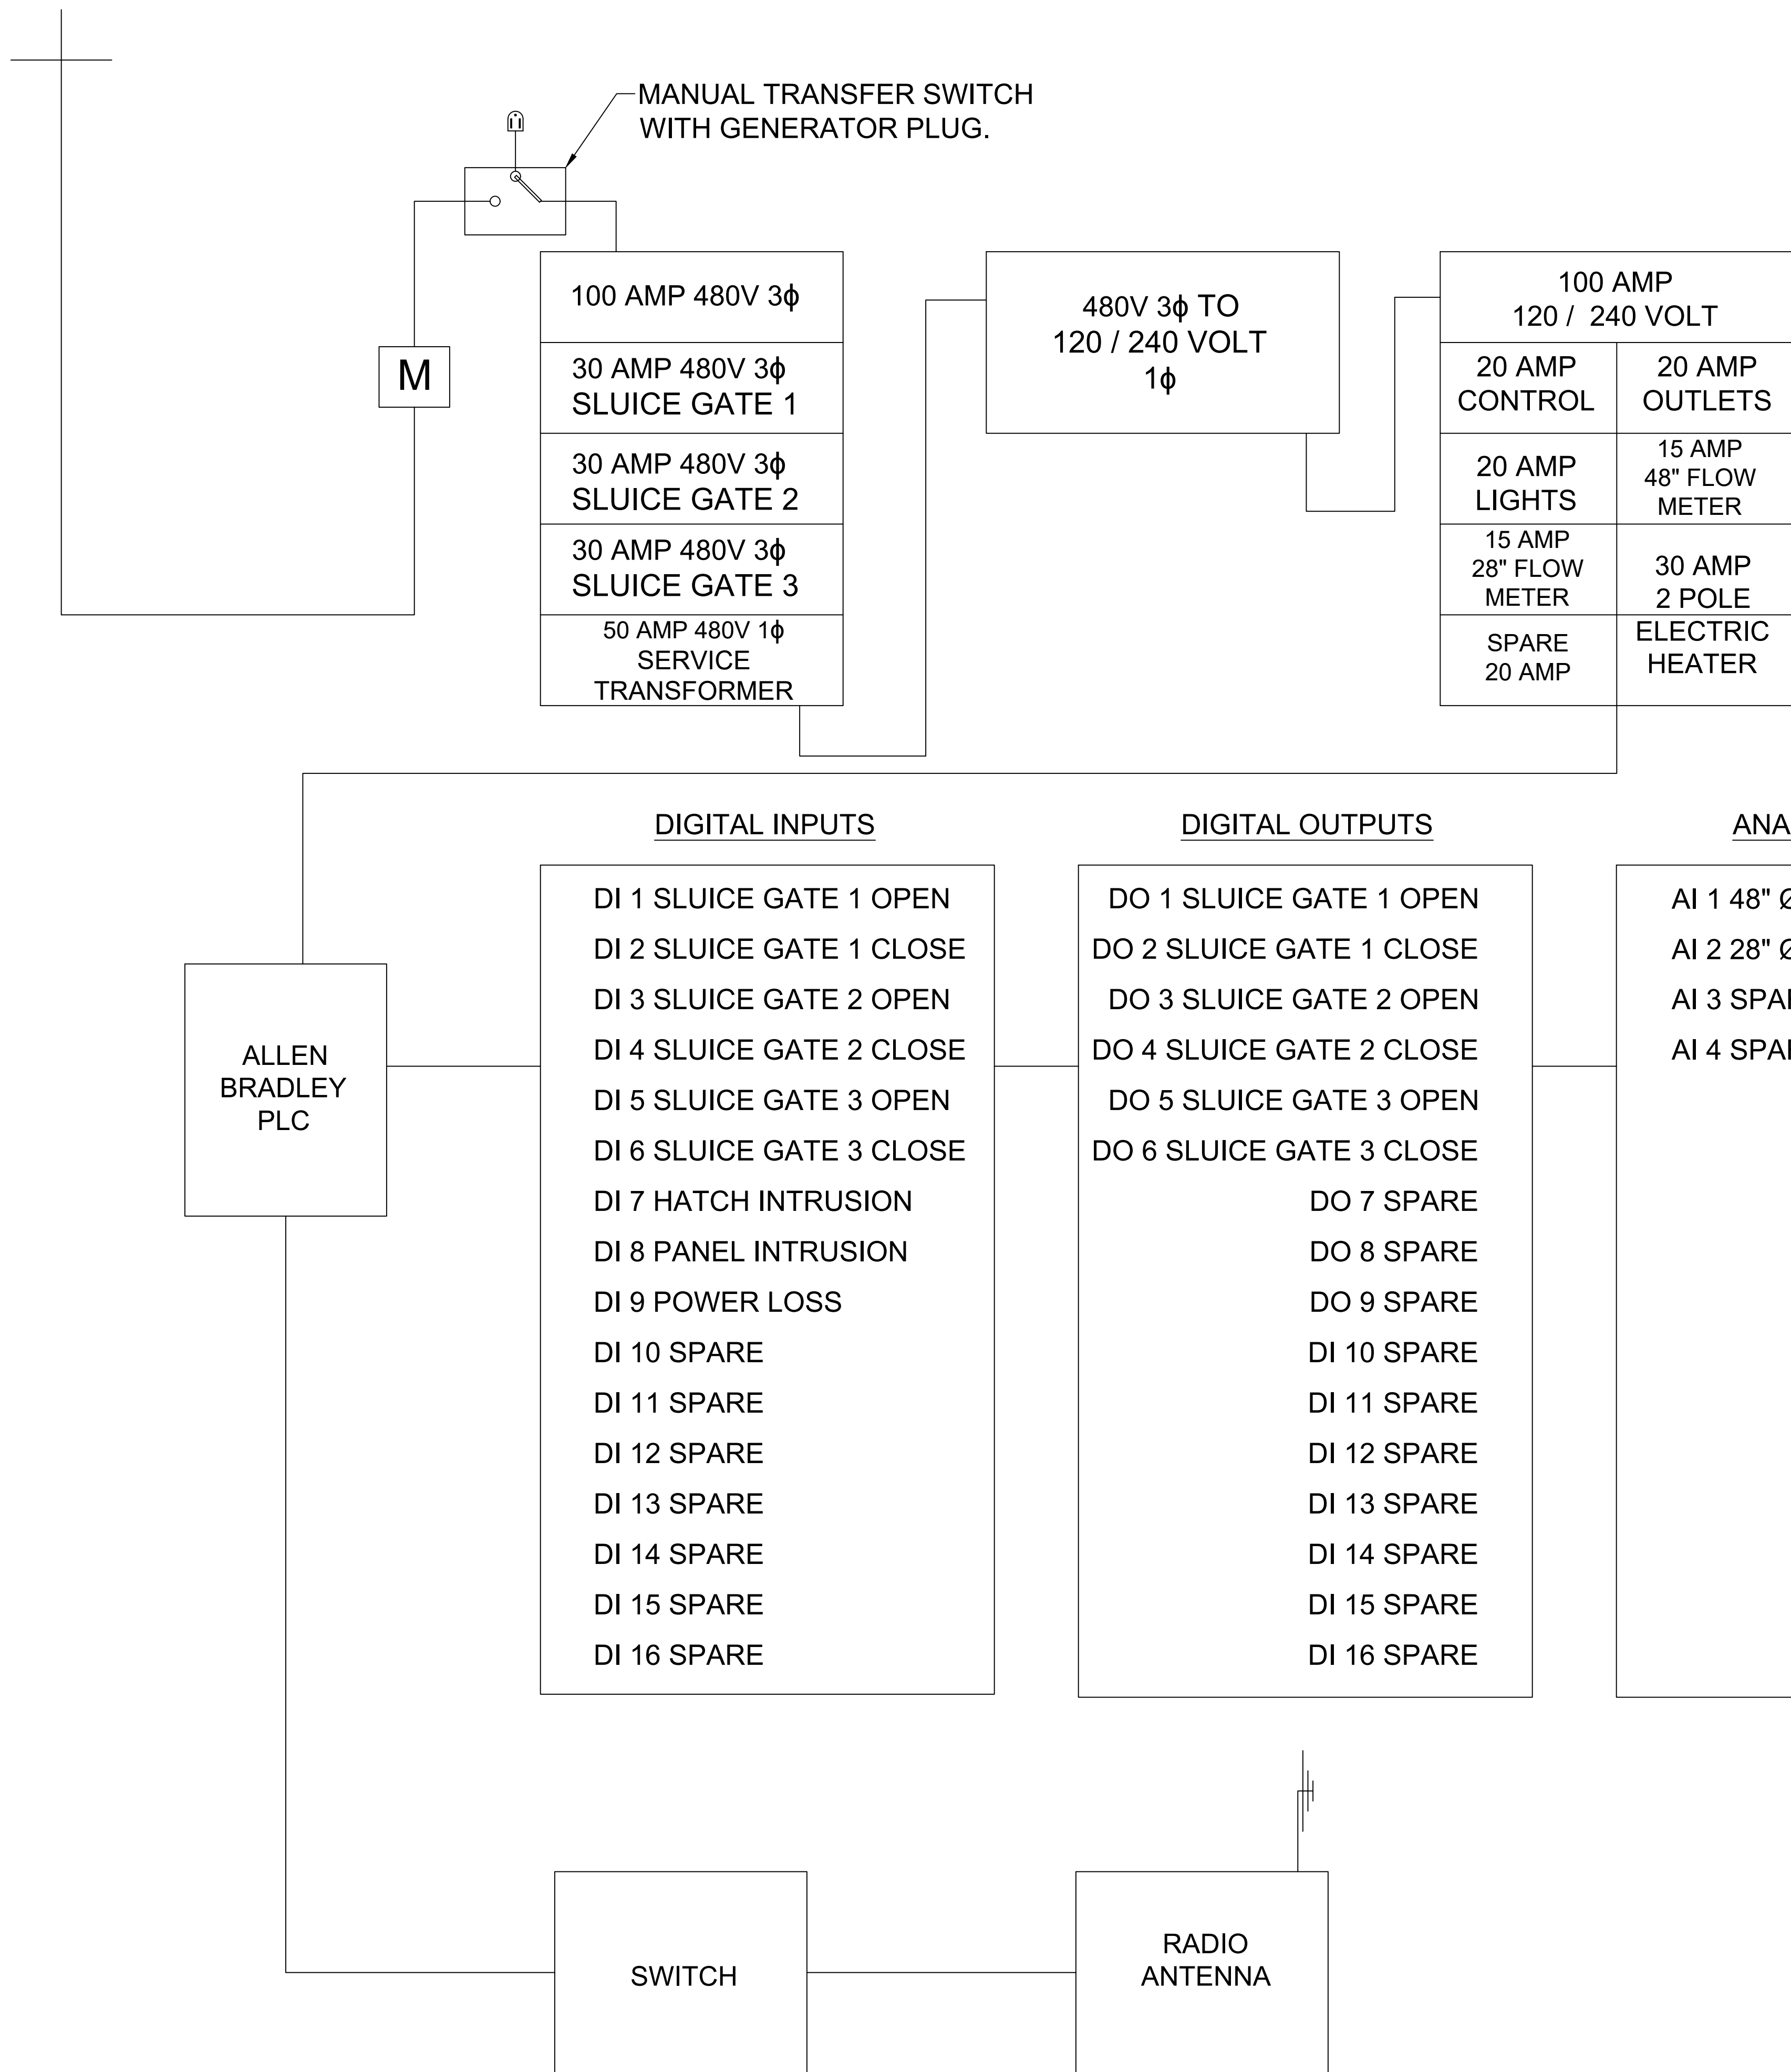 MANUAL TRANSFER SWITCH
WITH GENERATOR PLUG.
M
100 AMP 480V 3ϕ
30 AMP 480V 3ϕ
SLUICE GATE 1
30 AMP 480V 3ϕ
SLUICE GATE 2
30 AMP 480V 3ϕ
SLUICE GATE 3
50 AMP 480V 1ϕ
SERVICE
TRANSFORMER
480V 3ϕ TO
120 / 240 VOLT
1ϕ
100 AMP
120 / 240 VOLT
20 AMP
CONTROL
20 AMP
OUTLETS
20 AMP
LIGHTS
15 AMP
48" FLOW
METER
15 AMP
28" FLOW
METER
30 AMP
2 POLE
ELECTRIC
HEATER
SPARE
20 AMP
ALLEN
BRADLEY
PLC
DIGITAL INPUTS
DI 1 SLUICE GATE 1 OPEN
DI 2 SLUICE GATE 1 CLOSE
DI 3 SLUICE GATE 2 OPEN
DI 4 SLUICE GATE 2 CLOSE
DI 5 SLUICE GATE 3 OPEN
DI 6 SLUICE GATE 3 CLOSE
DI 7 HATCH INTRUSION
DI 8 PANEL INTRUSION
DI 9 POWER LOSS
DI 10 SPARE
DI 11 SPARE
DI 12 SPARE
DI 13 SPARE
DI 14 SPARE
DI 15 SPARE
DI 16 SPARE
DIGITAL OUTPUTS
DO 1 SLUICE GATE 1 OPEN
DO 2 SLUICE GATE 1 CLOSE
DO 3 SLUICE GATE 2 OPEN
DO 4 SLUICE GATE 2 CLOSE
DO 5 SLUICE GATE 3 OPEN
DO 6 SLUICE GATE 3 CLOSE
DO 7 SPARE
DO 8 SPARE
DO 9 SPARE
DI 10 SPARE
DI 11 SPARE
DI 12 SPARE
DI 13 SPARE
DI 14 SPARE
DI 15 SPARE
DI 16 SPARE
ANA
AI 1 48" Ø
AI 2 28" Ø
AI 3
AI 4
SWITCH
RADIO
ANTENNA